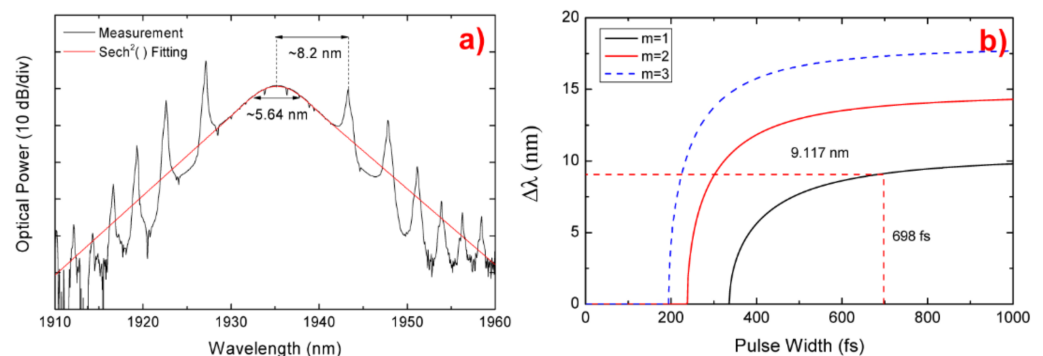 Measurement
Sech²( ) Fitting
a)
~8.2 nm
~5.64 nm
Optical Power (10 dB/div)
1910 1920 1930 1940 1950 1960
Wavelength (nm)
b)
m=1
m=2
m=3
20
15
10
5
0
9.117 nm
698 fs
Δλ (nm)
0 200 400 600 800 1000
Pulse Width (fs)